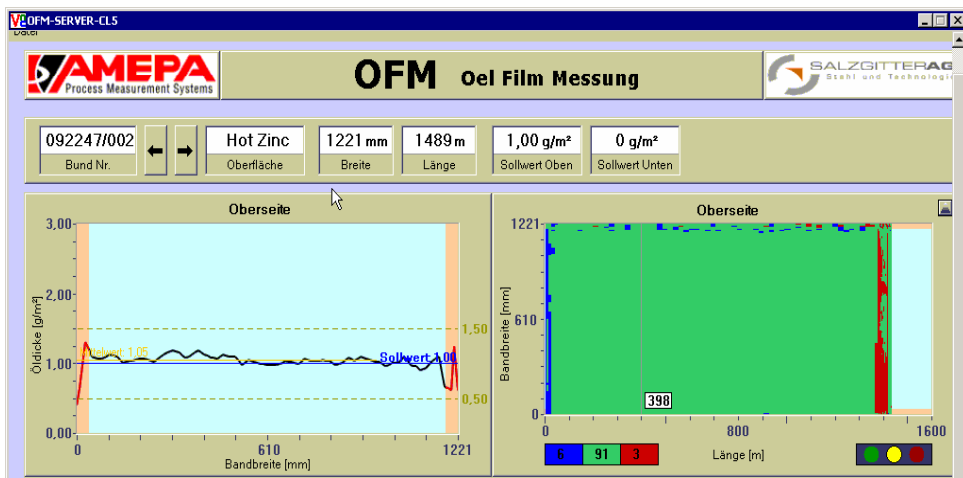 OFM-SERVER-CL5
Datei
AMEPA
Process Measurement Systems
OFM Oel Film Messung
SALZGITTER AG
Stahl und Technologie
092247/002
Bund Nr.
Hot Zinc
Oberfläche
1221 mm
Breite
1489 m
Länge
1,00 g/m²
Sollwert Oben
0 g/m²
Sollwert Unten
Oberseite
3,00
2,00
1,00
0,00
Öldicke [g/m²]
1,05
Sollwert 1,00
1,50
0,50
0
610
1221
Bandbreite [mm]
Oberseite
1221
610
0
Bandbreite [mm]
398
0
800
1600
6
91
3
Länge [m]